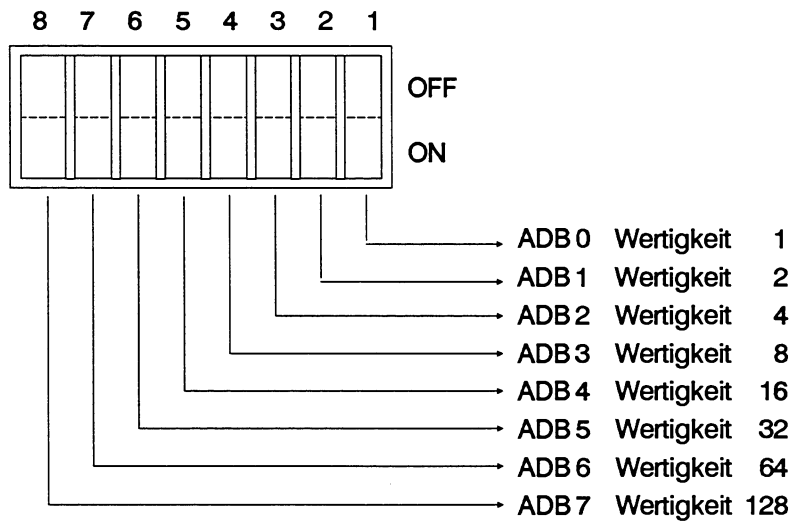 8 7 6 5 4 3 2 1
OFF
ON
ADB 0 Wertigkeit 1
ADB 1 Wertigkeit 2
ADB 2 Wertigkeit 4
ADB 3 Wertigkeit 8
ADB 4 Wertigkeit 16
ADB 5 Wertigkeit 32
ADB 6 Wertigkeit 64
ADB 7 Wertigkeit 128